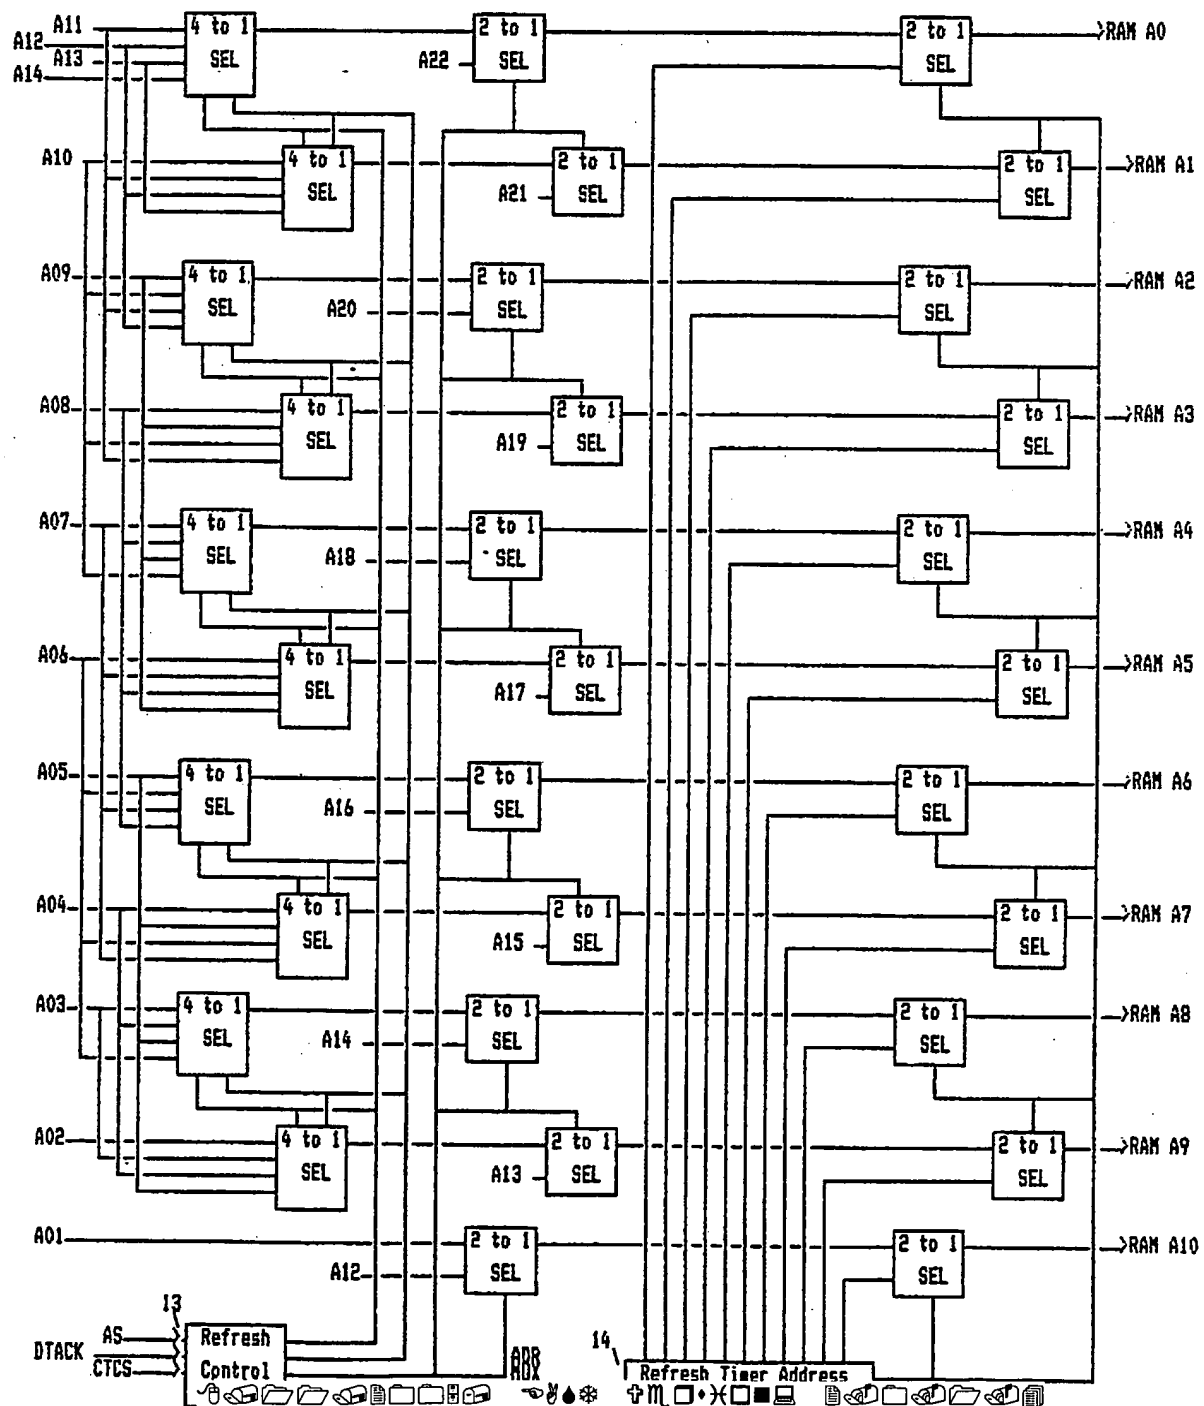 A11 4 to 1 2 to 1 2 to 1 RAM A0
A12 SEL SEL SEL
A13 A22
A14
A10 4 to 1 2 to 1 2 to 1 RAM A1
SEL A21 SEL SEL
A09 4 to 1 2 to 1 2 to 1 RAM A2
SEL A20 SEL SEL
A08 4 to 1 2 to 1 2 to 1 RAM A3
SEL A19 SEL SEL
A07 4 to 1 2 to 1 2 to 1 RAM A4
SEL A18 SEL SEL
A06 4 to 1 2 to 1 2 to 1 RAM A5
SEL A17 SEL SEL
A05 4 to 1 2 to 1 2 to 1 RAM A6
SEL A16 SEL SEL
A04 4 to 1 2 to 1 2 to 1 RAM A7
SEL A15 SEL SEL
A03 4 to 1 2 to 1 2 to 1 RAM A8
SEL A14 SEL SEL
A02 4 to 1 2 to 1 2 to 1 RAM A9
SEL A13 SEL SEL
A01 2 to 1 2 to 1 RAM A10
A12 SEL SEL
13
AS Refresh
DTACK Control
CTCS
ADR
MUX
14
Refresh Timer Address